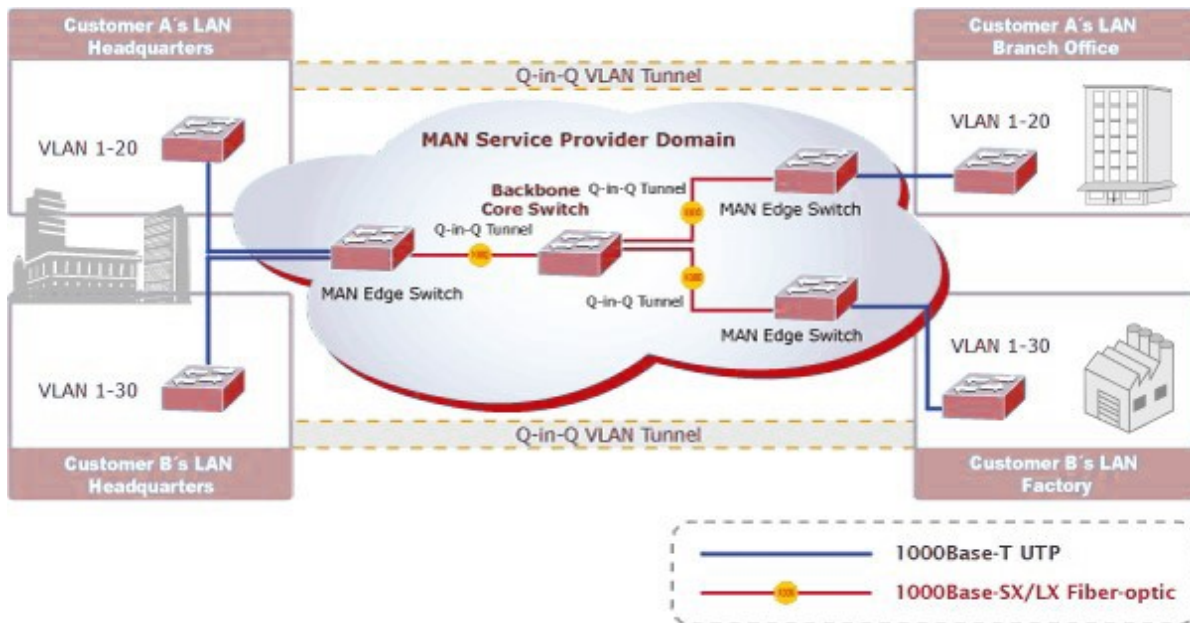 Customer A´s LAN
Headquarters
Customer A´s LAN
Branch Office
Q-in-Q VLAN Tunnel
VLAN 1-20
VLAN 1-20
MAN Service Provider Domain
Backbone
Core Switch
Q-in-Q Tunnel
MAN Edge Switch
Q-in-Q Tunnel
MAN Edge Switch
Q-in-Q Tunnel
MAN Edge Switch
VLAN 1-30
VLAN 1-30
Q-in-Q VLAN Tunnel
Customer B´s LAN
Headquarters
Customer B´s LAN
Factory
1000Base-T UTP
1000Base-SX/LX Fiber-optic